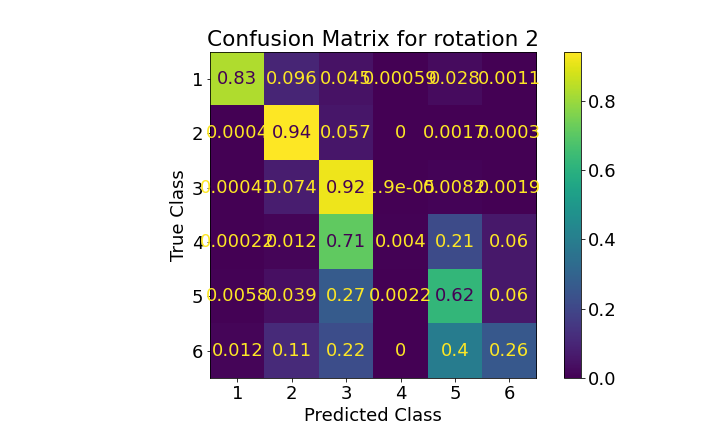 Confusion Matrix for rotation 2
1 0.83 0.096 0.045 0.00059 0.028 0.0011
2 0.0004 0.94 0.057 0 0.0017 0.0003
3 0.00041 0.074 0.92 1.9e-05 0.0082 0.0019
4 0.00022 0.012 0.71 0.004 0.21 0.06
5 0.0058 0.039 0.27 0.0022 0.62 0.06
6 0.012 0.11 0.22 0 0.4 0.26
1 2 3 4 5 6
Predicted Class
True Class
0.8
0.6
0.4
0.2
0.0